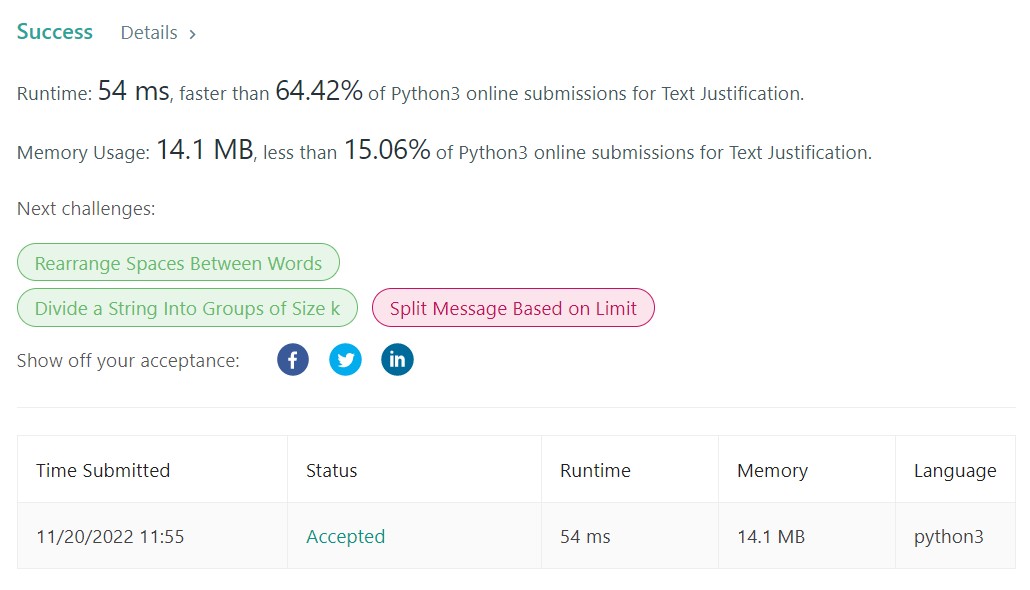 Success Details >
Runtime: 54 ms, faster than 64.42% of Python3 online submissions for Text Justification.
Memory Usage: 14.1 MB, less than 15.06% of Python3 online submissions for Text Justification.
Next challenges:
Rearrange Spaces Between Words
Divide a String Into Groups of Size k Split Message Based on Limit
Show off your acceptance: f in
Time Submitted Status Runtime Memory Language
11/20/2022 11:55 Accepted 54 ms 14.1 MB python3